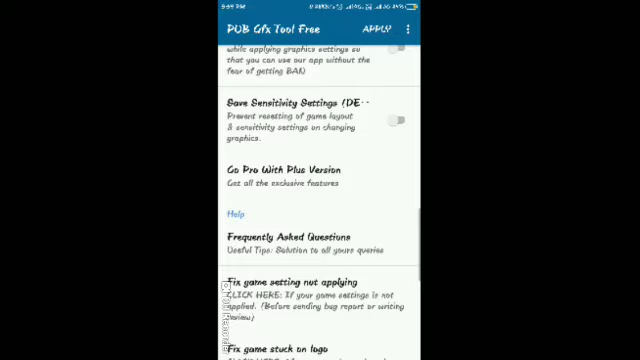 PUB Gfx Tool Free
APPLY
while applying graphics settings so
that you can use our app without the
fear of getting BAN)
Save Sensitivity Settings (DE··
Prevent resetting of game layout
& sensitivity settings on changing
graphics.
Go Pro With Plus Version
Get all the exclusive features
Help
Frequently Asked Questions
Useful Tips: Solution to all yours queries
Fix game setting not applying
CLICK HERE: If your game settings is not
applied. (Before sending bug report or writing
review)
Fix game stuck on logo